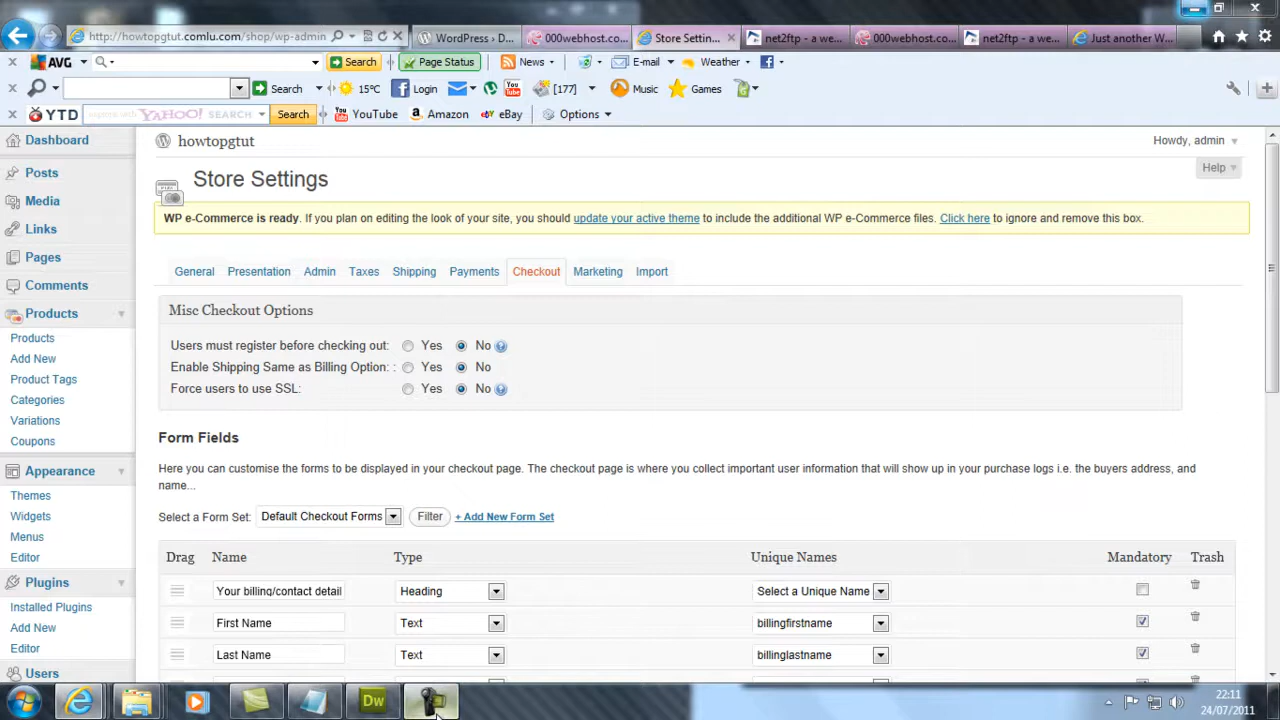 http://howtopgtut.comlu.com/shop/wp-admin
WordPress › D...
000webhost.co...
Store Settin...
net2ftp - a we...
000webhost.co...
net2ftp - a we...
Just another W...
AVG Search Page Status News E-mail Weather
Search 15°C Login You Tube [177] Music Games
YTD YAHOO! SEARCH Search You Tube YouTube a Amazon ebY eBay Options
Dashboard
Posts
Media
Links
Pages
Comments
Products
Products
Add New
Product Tags
Categories
Variations
Coupons
Appearance
Themes
Widgets
Menus
Editor
Plugins
Installed Plugins
Add New
Editor
Users
howtopgtut
Howdy, admin
Help
Store Settings
WP e-Commerce is ready. If you plan on editing the look of your site, you should update your active theme to include the additional WP e-Commerce files. Click here to ignore and remove this box.
General Presentation Admin Taxes Shipping Payments Checkout Marketing Import
Misc Checkout Options
Users must register before checking out: Yes No ?
Enable Shipping Same as Billing Option: : Yes No
Force users to use SSL: Yes No ?
Form Fields
Here you can customise the forms to be displayed in your checkout page. The checkout page is where you collect important user information that will show up in your purchase logs i.e. the buyers address, and
name...
Select a Form Set: Default Checkout Forms Filter + Add New Form Set
Drag Name Type Unique Names Mandatory Trash
Your billing/contact detail Heading Select a Unique Name
First Name Text billingfirstname
Last Name Text billinglastname
Dw
22:11
24/07/2011